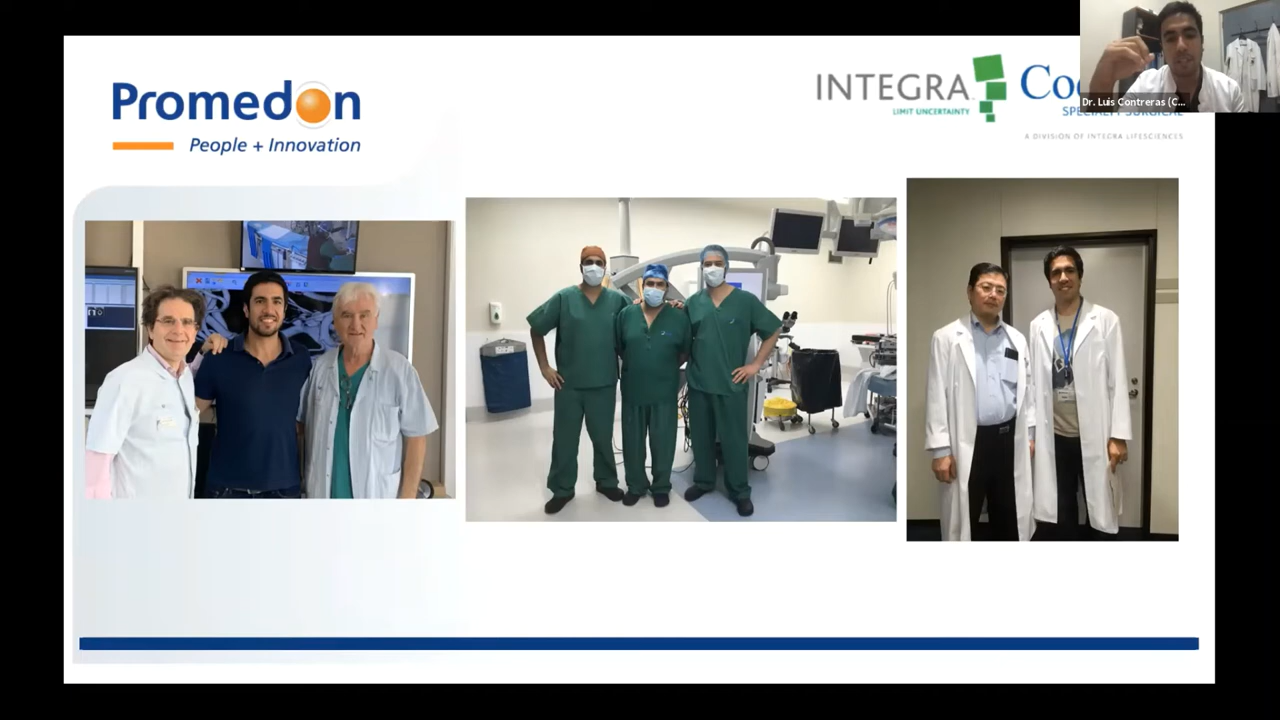 Promedon
People + Innovation
INTEGRA
LIMIT UNCERTAINTY
A DIVISION OF INTEGRA LIFESCIENCES
Dr. Luis Contreras (C...